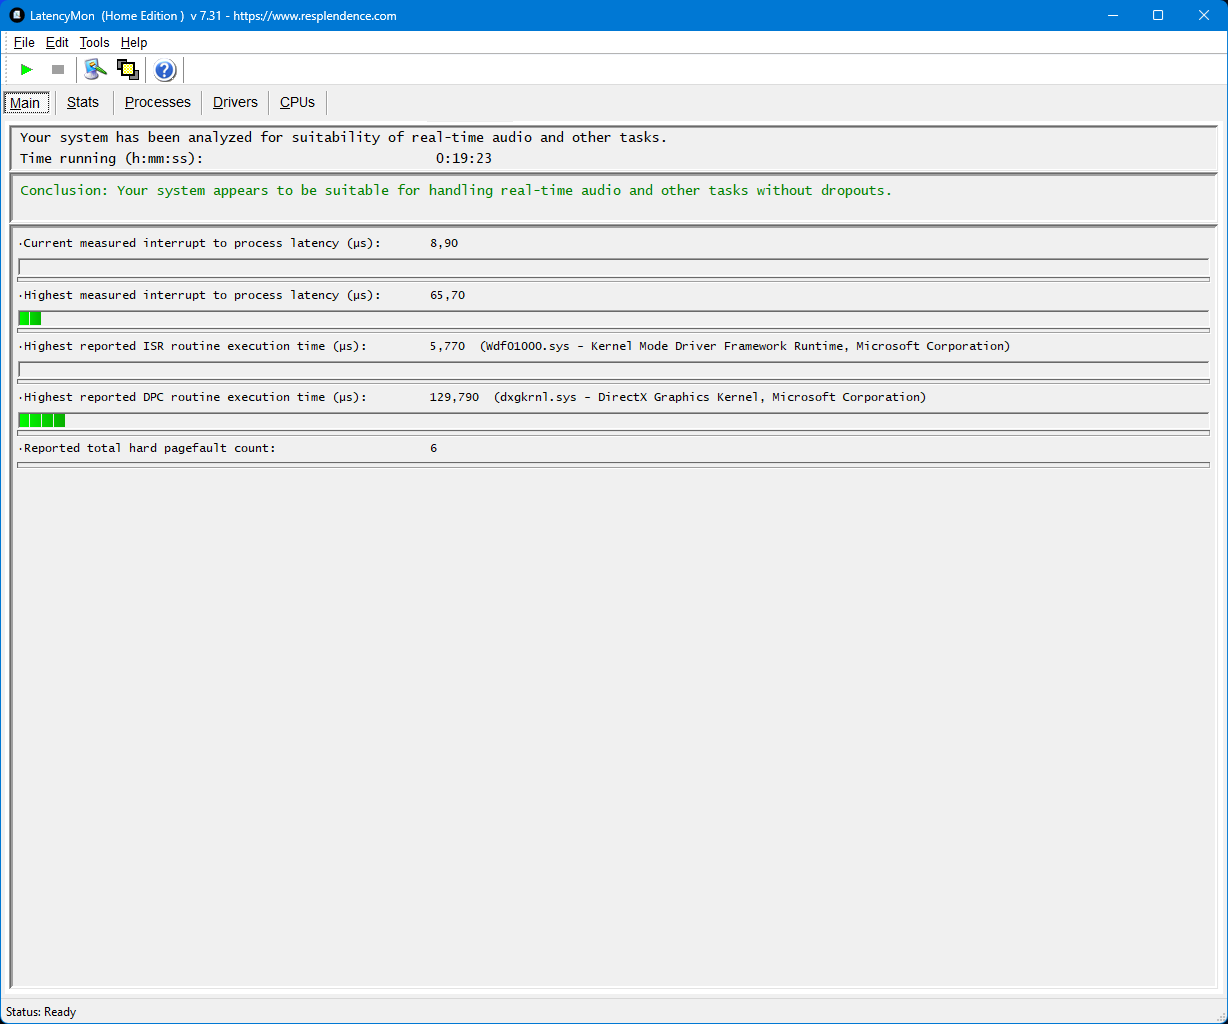 LatencyMon (Home Edition ) v 7.31 - https://www.resplendence.com
File Edit Tools Help
?
Main Stats Processes Drivers CPUs
Your system has been analyzed for suitability of real-time audio and other tasks.
Time running (h:mm:ss): 0:19:23
Conclusion: Your system appears to be suitable for handling real-time audio and other tasks without dropouts.
·Current measured interrupt to process latency (µs): 8,90
·Highest measured interrupt to process latency (µs): 65,70
·Highest reported ISR routine execution time (µs): 5,770 (Wdf01000.sys - Kernel Mode Driver Framework Runtime, Microsoft Corporation)
·Highest reported DPC routine execution time (µs): 129,790 (dxgkrnl.sys - DirectX Graphics Kernel, Microsoft Corporation)
·Reported total hard pagefault count: 6
Status: Ready